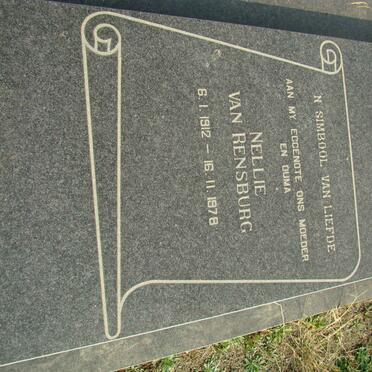 'N SIMBOOL VAN LIEFDE
AAN MY EGGENOTE, ONS MOEDER
EN OUMA
NELLIE
VAN RENSBURG
6. 1. 1912 – 16. 11. 1978